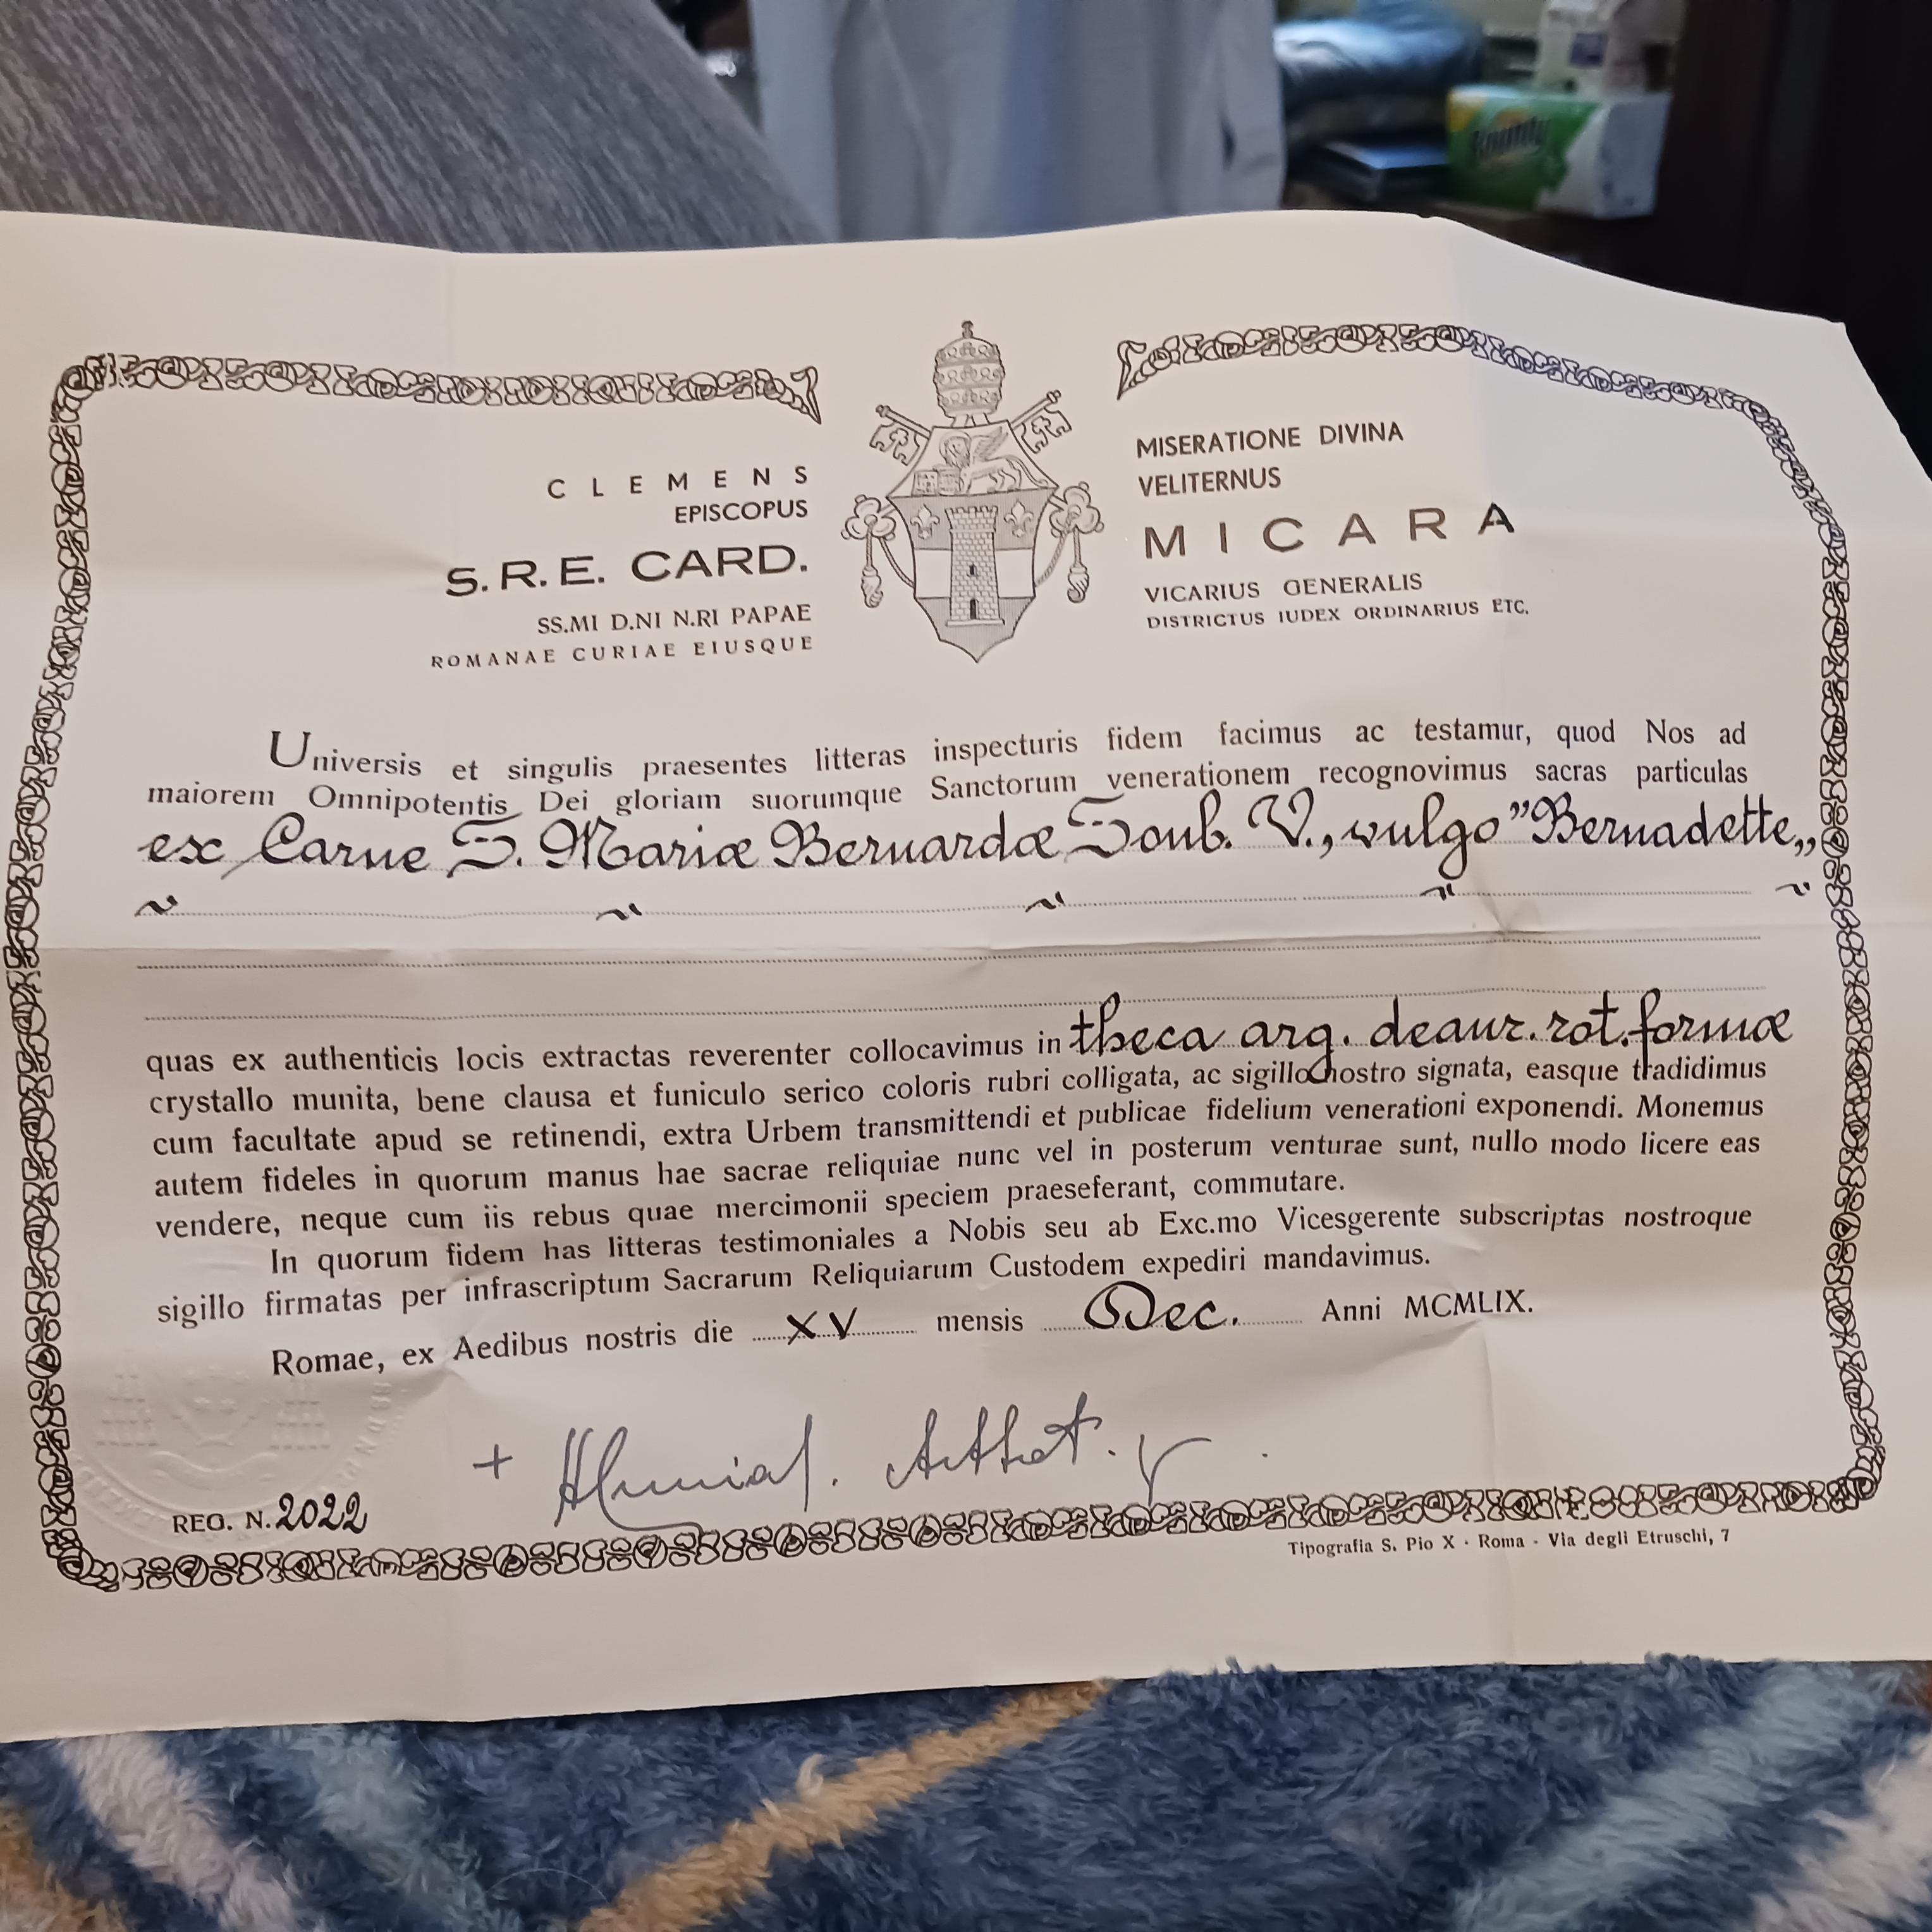 CLEMENS
EPISCOPUS
S.R.E. CARD.
SS.MI D.NI N.RI PAPAE
ROMANAE CURIAE EIUSQUE
MISERATIONE DIVINA
VELITERNUS
MICARA
VICARIUS GENERALIS
DISTRICTUS IUDEX ORDINARIUS ETC.
Universis et singulis praesentes litteras inspecturis fidem facimus ac testamur, quod Nos ad
maiorem Omnipotentis Dei gloriam suorumque Sanctorum venerationem recognovimus sacras particulas
ex Carne S. Mariæ Bernardæ Soub. V., vulgo "Bernadette„
quas ex authenticis locis extractas reverenter collocavimus in theca arg. deaur. rot. formæ
crystallo munita, bene clausa et funiculo serico coloris rubri colligata, ac sigillo nostro signata, easque tradidimus
cum facultate apud se retinendi, extra Urbem transmittendi et publicae fidelium venerationi exponendi. Monemus
autem fideles in quorum manus hae sacrae reliquiae nunc vel in posterum venturae sunt, nullo modo licere eas
vendere, neque cum iis rebus quae mercimonii speciem praeseferant, commutare.
In quorum fidem has litteras testimoniales a Nobis seu ab Exc.mo Vicesgerente subscriptas nostroque
sigillo firmatas per infrascriptum Sacrarum Reliquiarum Custodem expediri mandavimus.
Romae, ex Aedibus nostris die XV mensis Dec. Anni MCMLIX.
REG. N. 2022
Tipografia S. Pio X - Roma - Via degli Etruschi, 7
Bounty